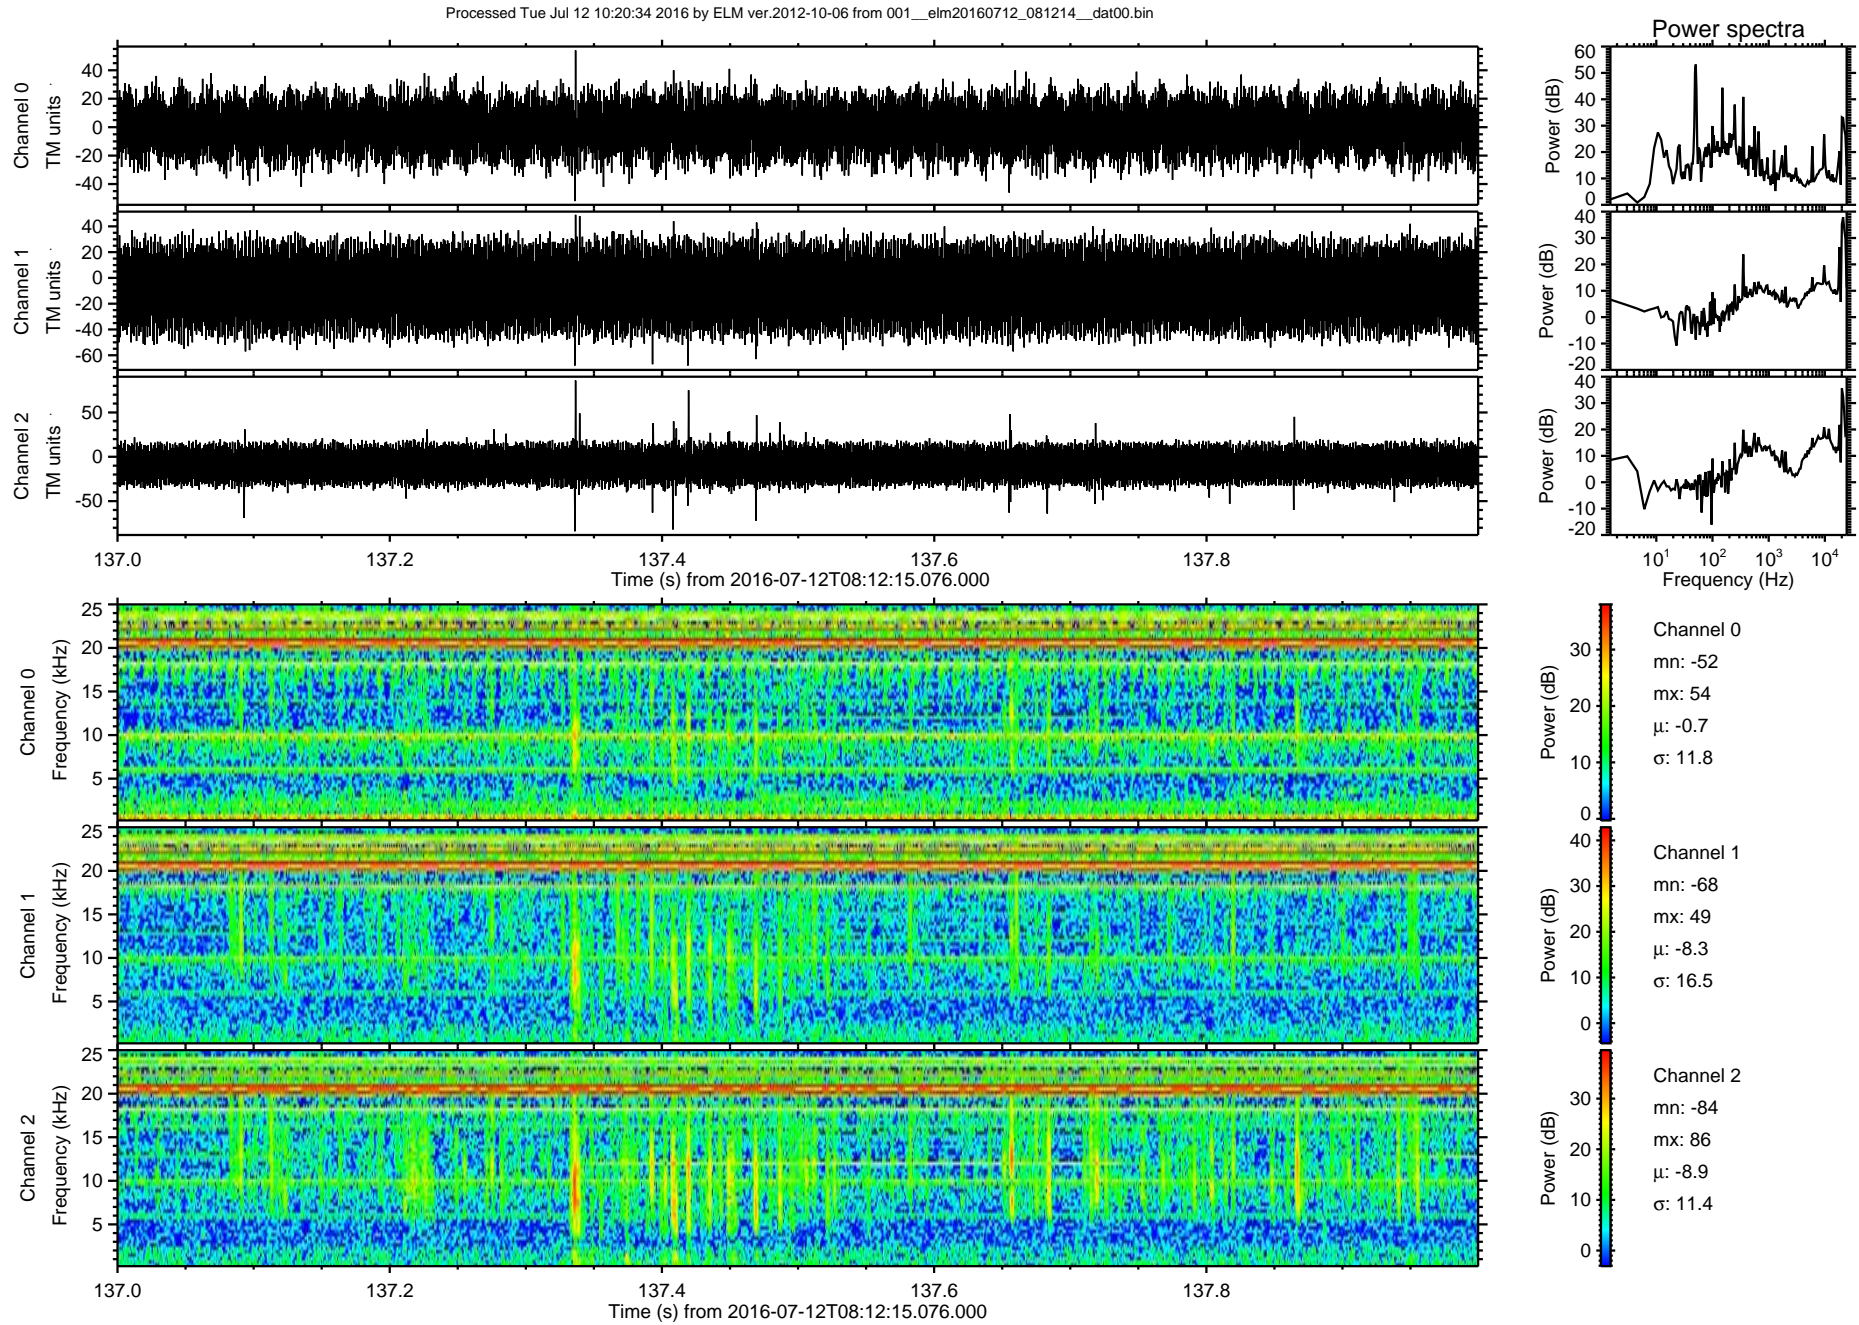 Processed Tue Jul 12 10:20:34 2016 by ELM ver.2012-10-06 from 001__elm20160712_081214__dat00.bin
Power spectra
Channel 0
TM units
40
20
0
-20
-40
Power (dB)
60
50
40
30
20
10
0
Channel 1
TM units
40
20
0
-20
-40
-60
Power (dB)
40
30
20
10
0
-10
-20
Channel 2
TM units
50
0
-50
Power (dB)
40
30
20
10
0
-10
-20
137.0 137.2 137.4 137.6 137.8
Time (s) from 2016-07-12T08:12:15.076.000
10¹ 10² 10³ 10⁴
Frequency (Hz)
Channel 0
Frequency (kHz)
25
20
15
10
5
Power (dB)
30
20
10
0
Channel 0
mn: -52
mx: 54
μ: -0.7
σ: 11.8
Channel 1
Frequency (kHz)
25
20
15
10
5
Power (dB)
40
30
20
10
0
Channel 1
mn: -68
mx: 49
μ: -8.3
σ: 16.5
Channel 2
Frequency (kHz)
25
20
15
10
5
Power (dB)
30
20
10
0
Channel 2
mn: -84
mx: 86
μ: -8.9
σ: 11.4
137.0 137.2 137.4 137.6 137.8
Time (s) from 2016-07-12T08:12:15.076.000